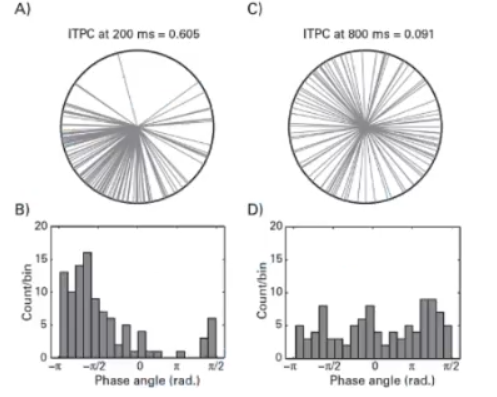 A)
ITPC at 200 ms = 0.605
C)
ITPC at 800 ms = 0.091
B)
20
15
10
5
0
Count/bin
−π
−π/2
0
π
π/2
Phase angle (rad.)
D)
20
15
10
5
0
Count/bin
−π
−π/2
0
π
π/2
Phase angle (rad.)